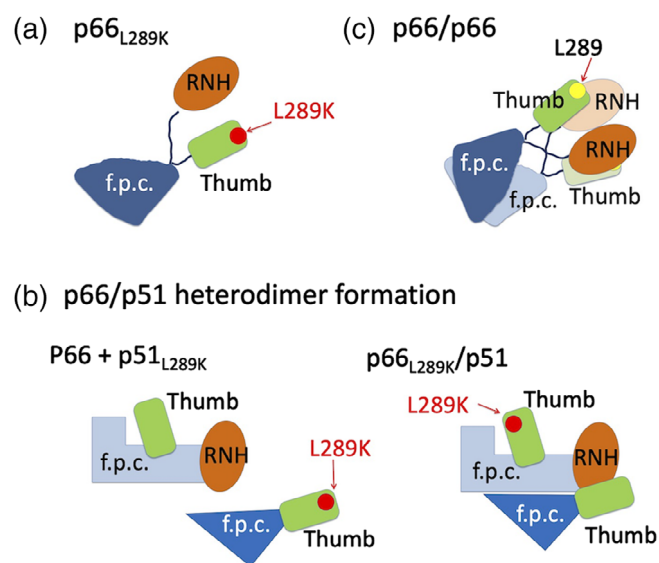 (a) p66L289K
RNH
L289K
f.p.c.
Thumb
(c) p66/p66
L289
Thumb
RNH
f.p.c.
RNH
f.p.c.
Thumb
(b) p66/p51 heterodimer formation
P66 + p51L289K
Thumb
f.p.c.
RNH
L289K
f.p.c.
Thumb
p66L289K/p51
L289K
Thumb
f.p.c.
RNH
f.p.c.
Thumb